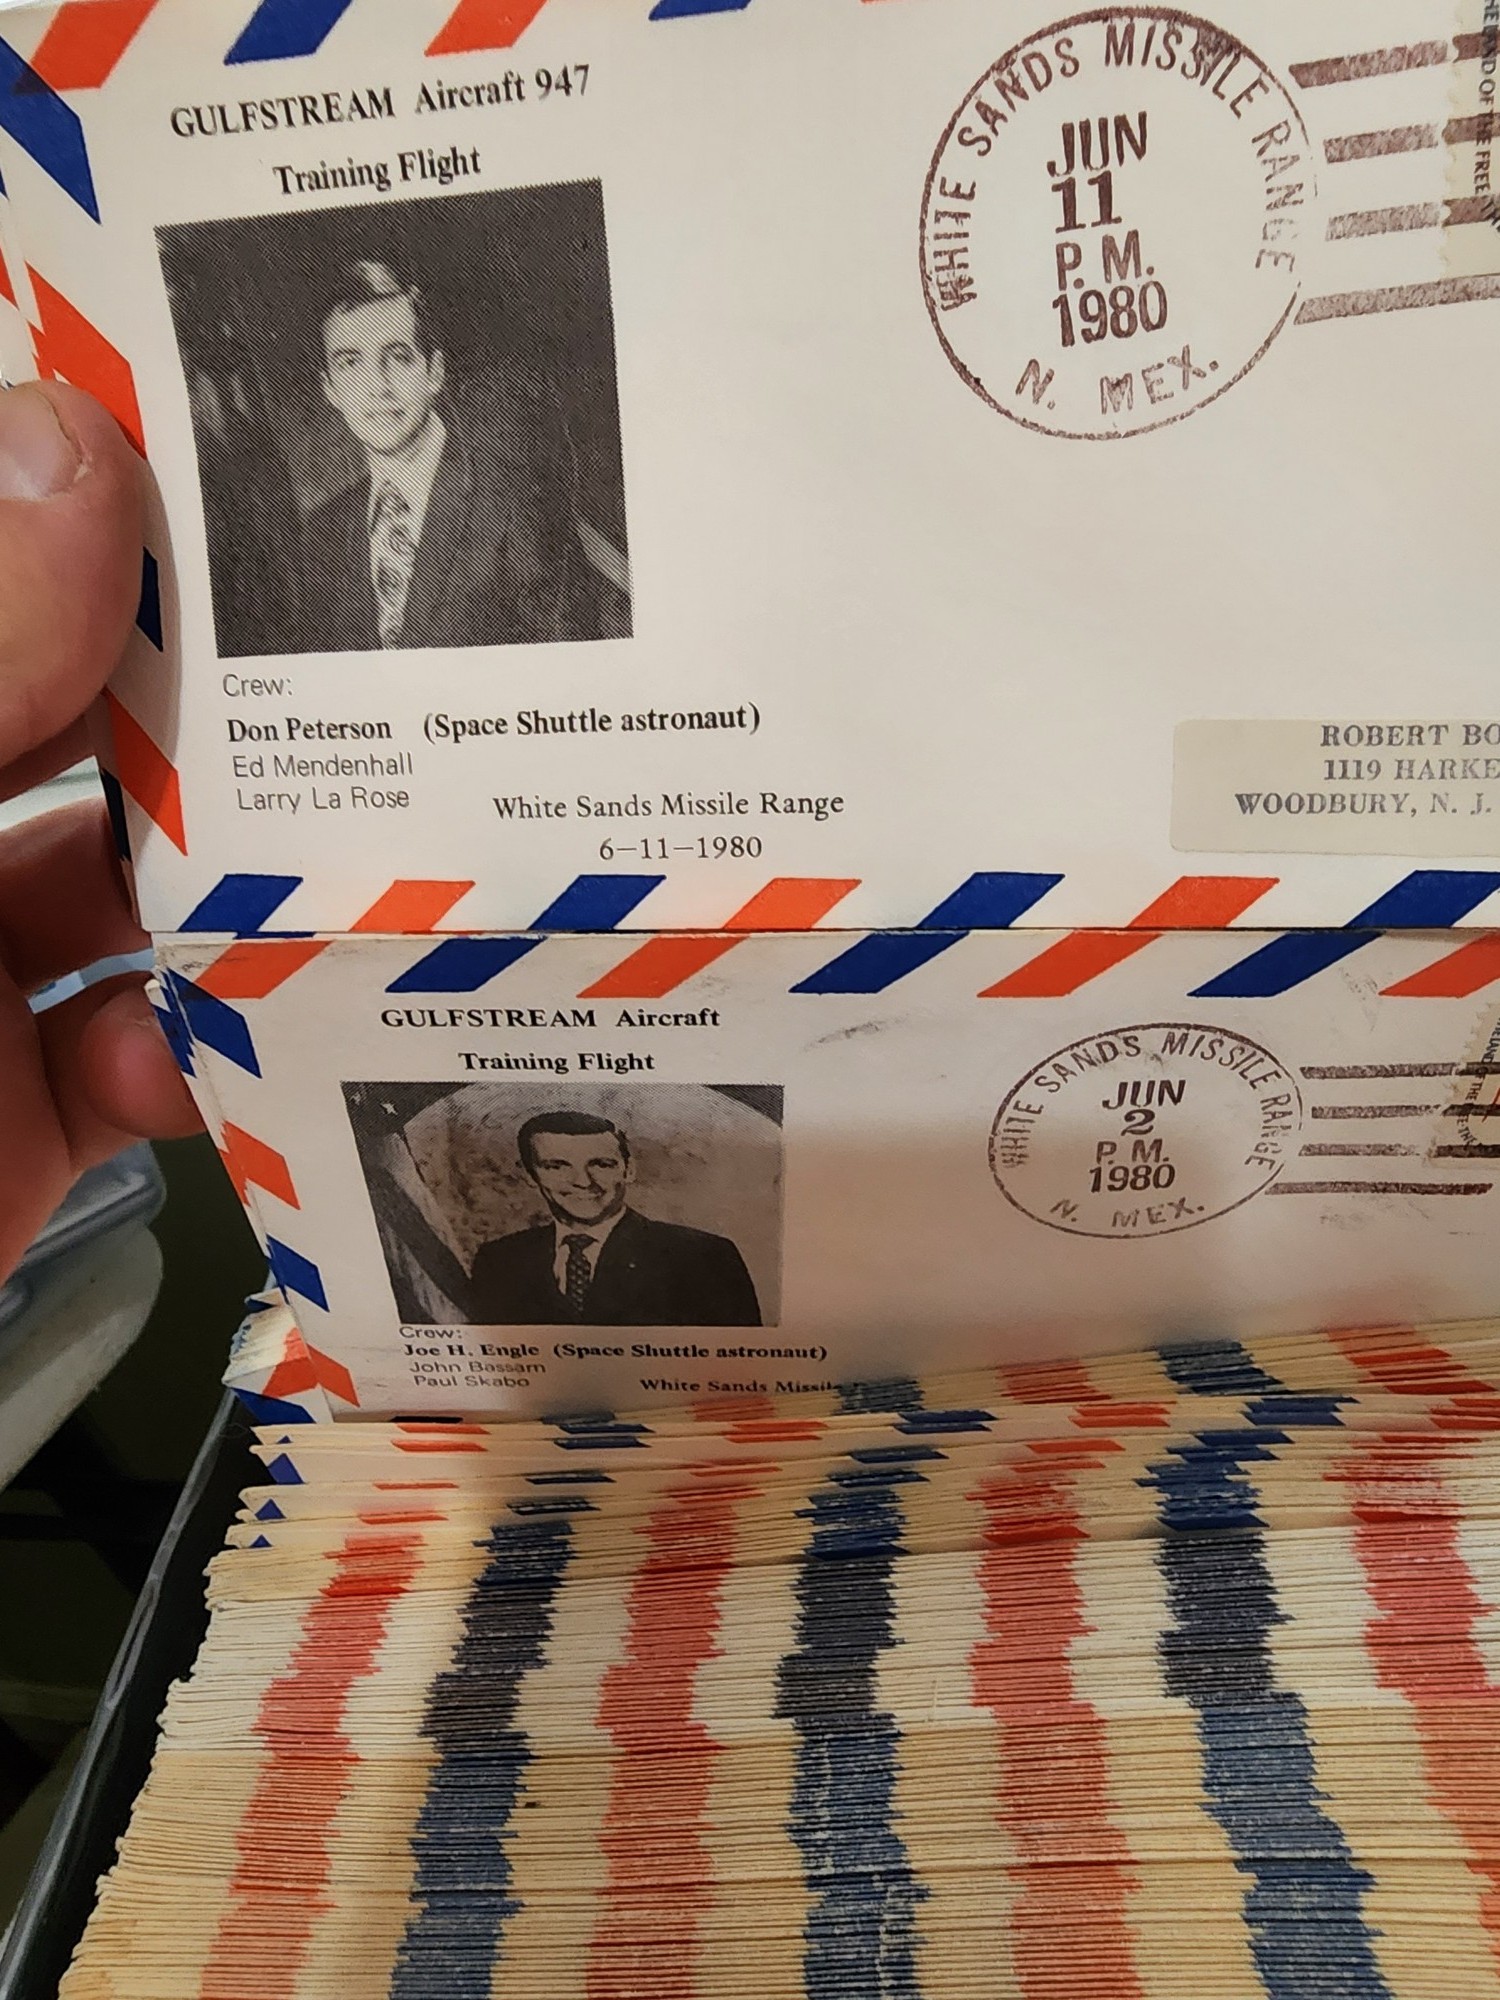 GULFSTREAM Aircraft 947
Training Flight
WHITE SANDS MISSILE RANGE
JUN
11
P. M.
1980
N. MEX.
Crew:
Don Peterson (Space Shuttle astronaut)
Ed Mendenhall
Larry La Rose
White Sands Missile Range
6-11-1980
ROBERT
1119
WOODBURY, N. J.
GULFSTREAM Aircraft
Training Flight
WHITE SANDS MISSILE RANGE
JUN
2
P. M.
1980
N. MEX.
Crew:
Joe H. Engle (Space Shuttle astronaut)
John Bassam
Paul Skabo
White Sands